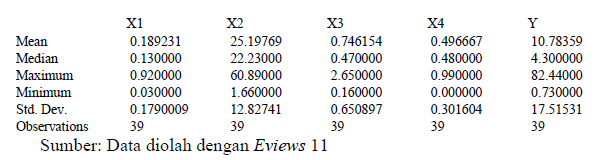 X1 X2 X3 X4 Y
Mean 0.189231 25.19769 0.746154 0.496667 10.78359
Median 0.130000 22.23000 0.470000 0.480000 4.300000
Maximum 0.920000 60.89000 2.650000 0.990000 82.44000
Minimum 0.030000 1.660000 0.160000 0.000000 0.730000
Std. Dev. 0.1790009 12.82741 0.650897 0.301604 17.51531
Observations 39 39 39 39 39
Sumber: Data diolah dengan Eviews 11